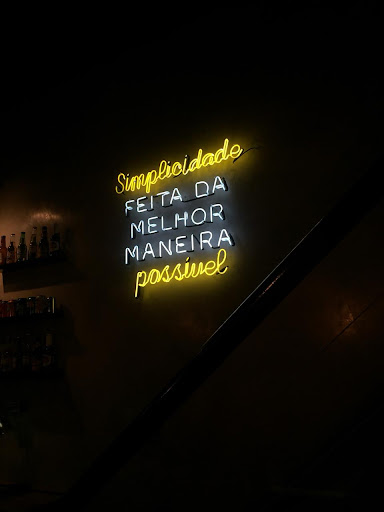 Simplicidade
FEITA DA
MELHOR
MANEIRA
possível